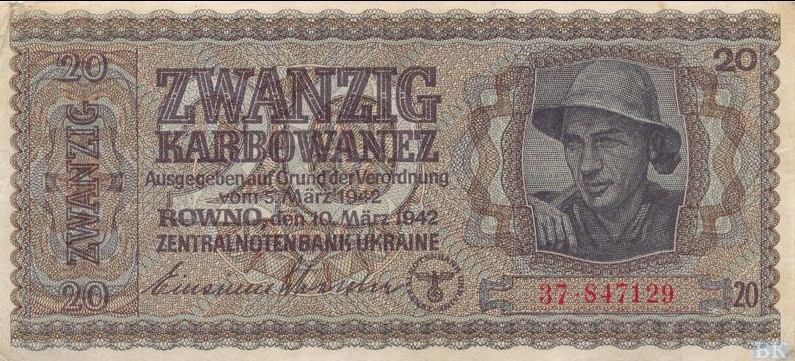 20
20
ZWANZIG
ZWANZIG
KARBOWANEZ
Ausgegeben auf Grund der Verordnung
vom 5. März 1942
ROWNO, den 10. März 1942
ZENTRALNOTENBANK UKRAINE
37·847129
20
20
BK